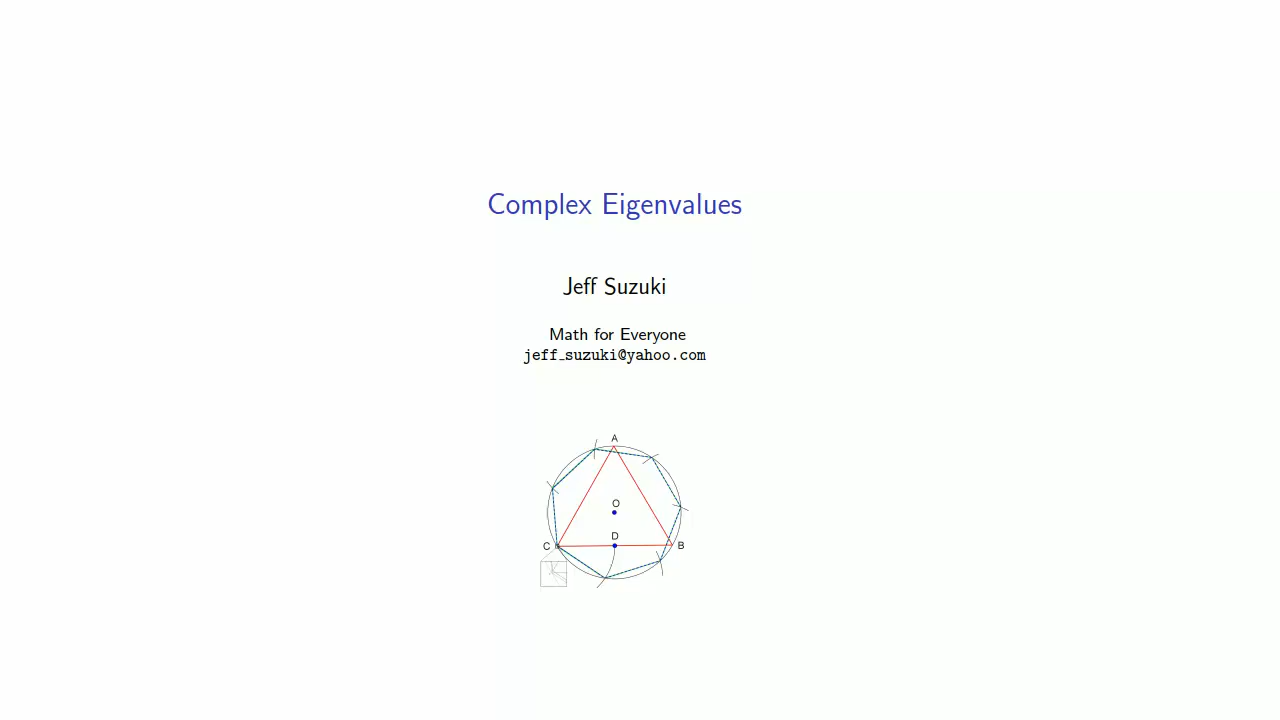 Complex Eigenvalues
Jeff Suzuki
Math for Everyone
jeff_suzuki@yahoo.com
A
O
D
C
B